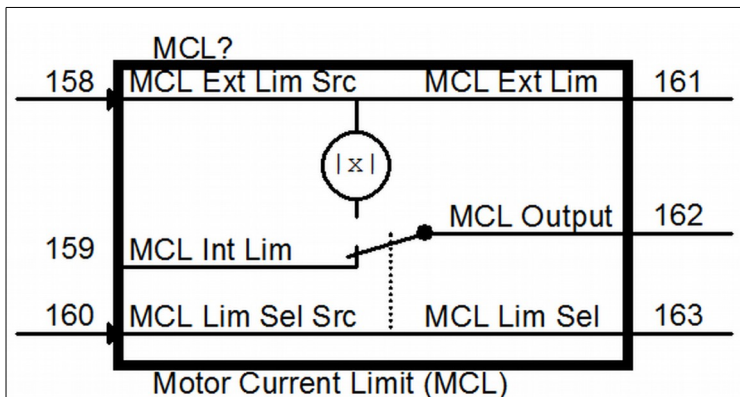 MCL?
158 MCL Ext Lim Src MCL Ext Lim 161
|x|
MCL Output 162
159 MCL Int Lim
160 MCL Lim Sel Src MCL Lim Sel 163
Motor Current Limit (MCL)